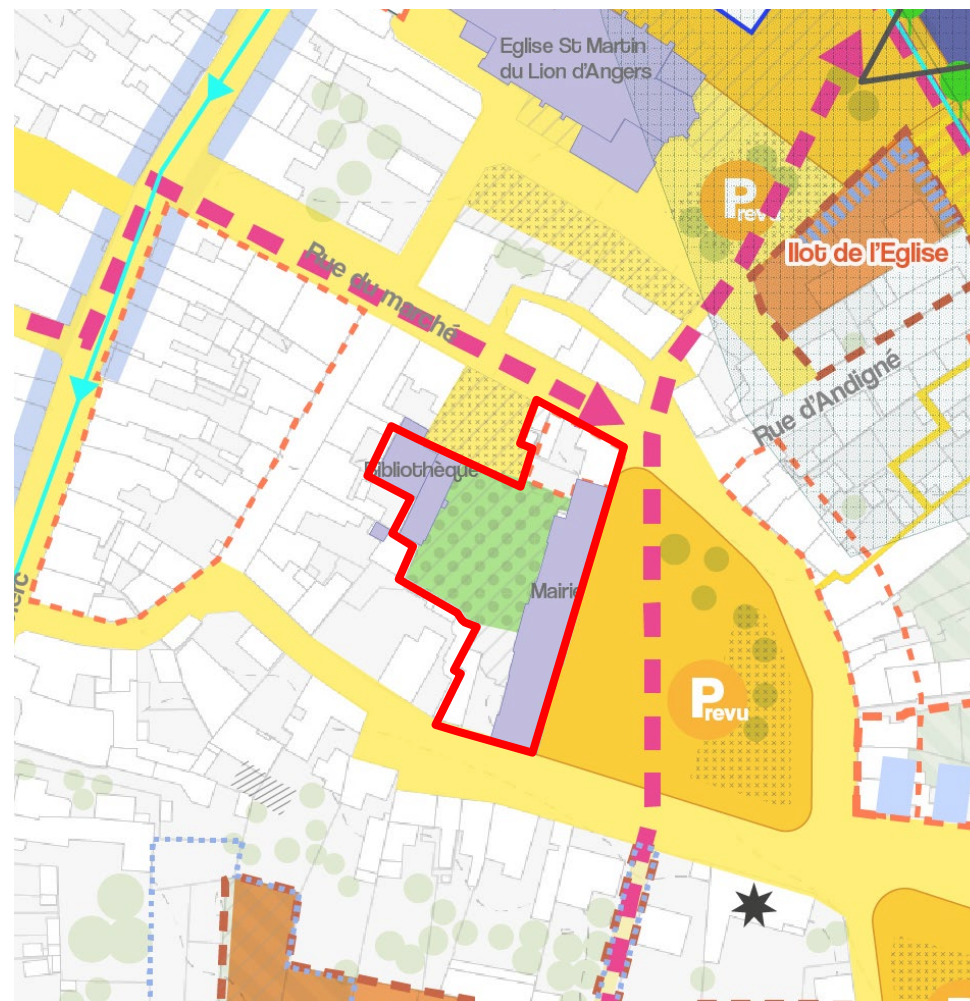 Eglise St Martin
du Lion d'Angers
Prevu
Ilot de l'Eglise
Rue du marché
Rue d'Andigné
Bibliothèque
Mairie
Prevu